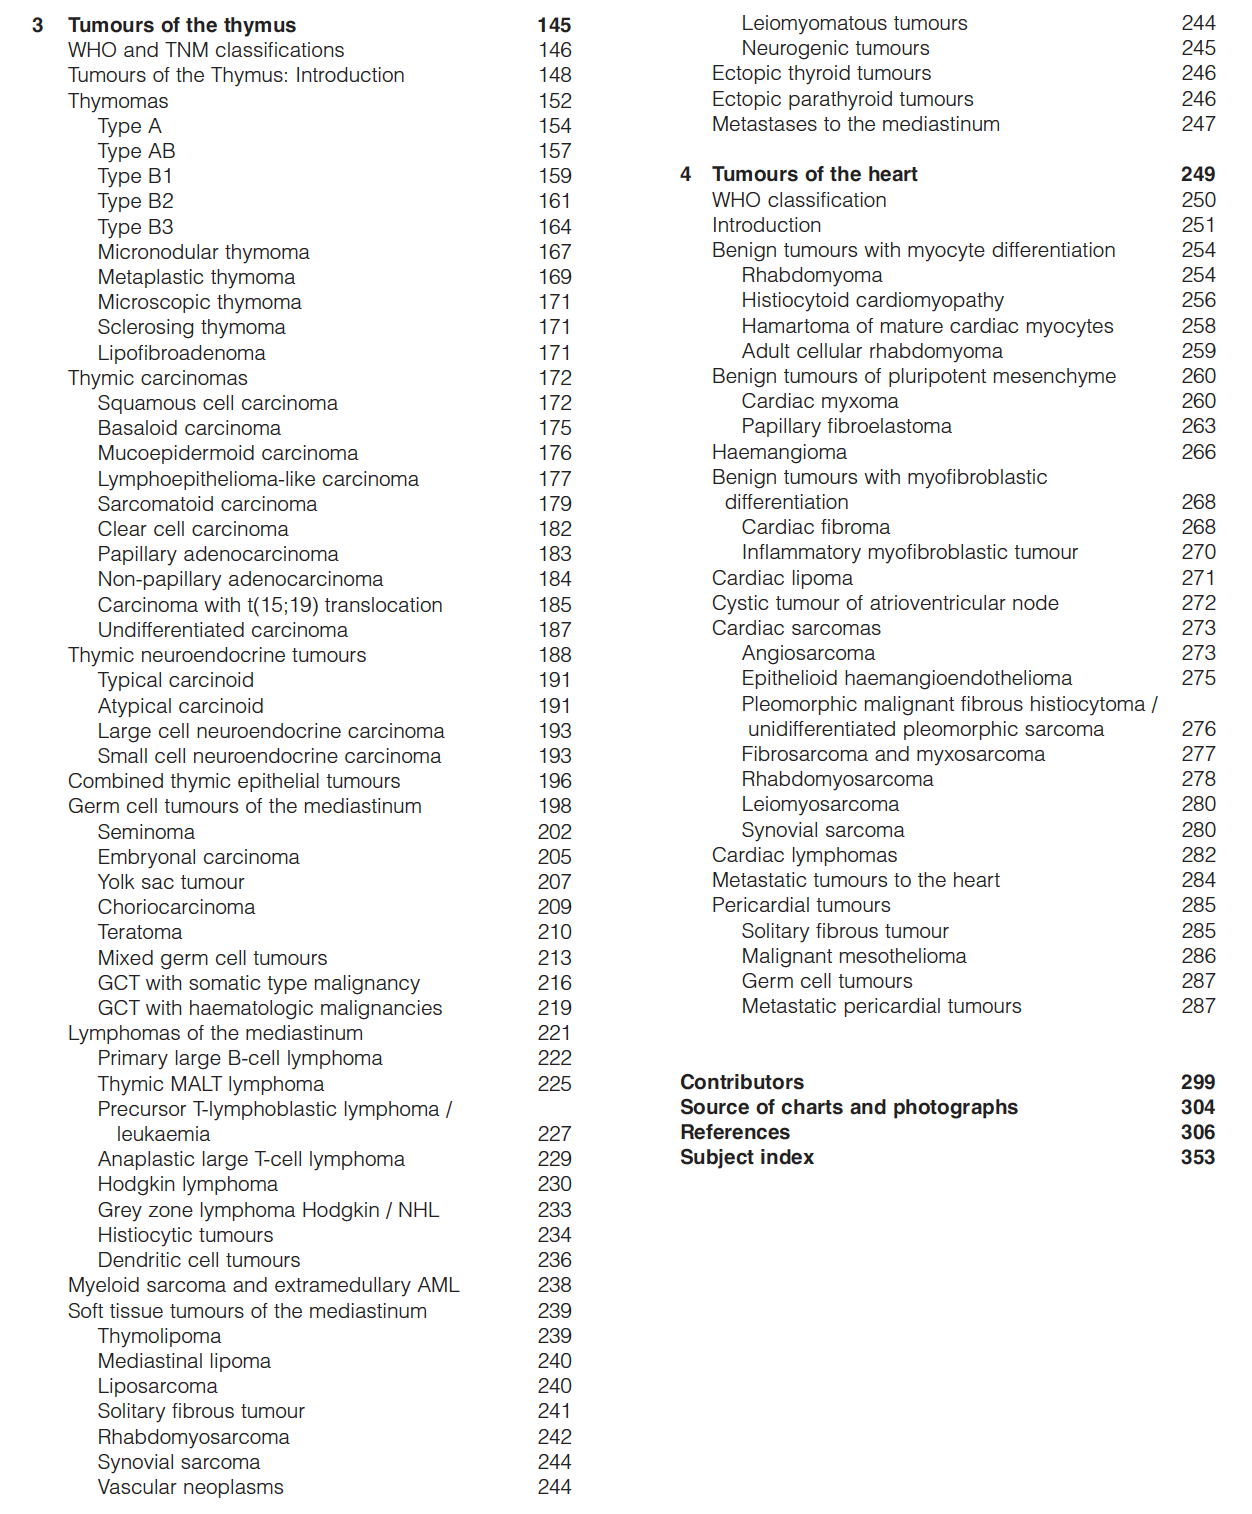 3 Tumours of the thymus 145
WHO and TNM classifications 146
Tumours of the Thymus: Introduction 148
Thymomas 152
Type A 154
Type AB 157
Type B1 159
Type B2 161
Type B3 164
Micronodular thymoma 167
Metaplastic thymoma 169
Microscopic thymoma 171
Sclerosing thymoma 171
Lipofibroadenoma 171
Thymic carcinomas 172
Squamous cell carcinoma 172
Basaloid carcinoma 175
Mucoepidermoid carcinoma 176
Lymphoepithelioma-like carcinoma 177
Sarcomatoid carcinoma 179
Clear cell carcinoma 182
Papillary adenocarcinoma 183
Non-papillary adenocarcinoma 184
Carcinoma with t(15;19) translocation 185
Undifferentiated carcinoma 187
Thymic neuroendocrine tumours 188
Typical carcinoid 191
Atypical carcinoid 191
Large cell neuroendocrine carcinoma 193
Small cell neuroendocrine carcinoma 193
Combined thymic epithelial tumours 196
Germ cell tumours of the mediastinum 198
Seminoma 202
Embryonal carcinoma 205
Yolk sac tumour 207
Choriocarcinoma 209
Teratoma 210
Mixed germ cell tumours 213
GCT with somatic type malignancy 216
GCT with haematologic malignancies 219
Lymphomas of the mediastinum 221
Primary large B-cell lymphoma 222
Thymic MALT lymphoma 225
Precursor T-lymphoblastic lymphoma /
leukaemia 227
Anaplastic large T-cell lymphoma 229
Hodgkin lymphoma 230
Grey zone lymphoma Hodgkin / NHL 233
Histiocytic tumours 234
Dendritic cell tumours 236
Myeloid sarcoma and extramedullary AML 238
Soft tissue tumours of the mediastinum 239
Thymolipoma 239
Mediastinal lipoma 240
Liposarcoma 240
Solitary fibrous tumour 241
Rhabdomyosarcoma 242
Synovial sarcoma 244
Vascular neoplasms 244
Leiomyomatous tumours 244
Neurogenic tumours 245
Ectopic thyroid tumours 246
Ectopic parathyroid tumours 246
Metastases to the mediastinum 247
4 Tumours of the heart 249
WHO classification 250
Introduction 251
Benign tumours with myocyte differentiation 254
Rhabdomyoma 254
Histiocytoid cardiomyopathy 256
Hamartoma of mature cardiac myocytes 258
Adult cellular rhabdomyoma 259
Benign tumours of pluripotent mesenchyme 260
Cardiac myxoma 260
Papillary fibroelastoma 263
Haemangioma 266
Benign tumours with myofibroblastic
differentiation 268
Cardiac fibroma 268
Inflammatory myofibroblastic tumour 270
Cardiac lipoma 271
Cystic tumour of atrioventricular node 272
Cardiac sarcomas 273
Angiosarcoma 273
Epithelioid haemangioendothelioma 275
Pleomorphic malignant fibrous histiocytoma /
unidifferentiated pleomorphic sarcoma 276
Fibrosarcoma and myxosarcoma 277
Rhabdomyosarcoma 278
Leiomyosarcoma 280
Synovial sarcoma 280
Cardiac lymphomas 282
Metastatic tumours to the heart 284
Pericardial tumours 285
Solitary fibrous tumour 285
Malignant mesothelioma 286
Germ cell tumours 287
Metastatic pericardial tumours 287
Contributors 299
Source of charts and photographs 304
References 306
Subject index 353